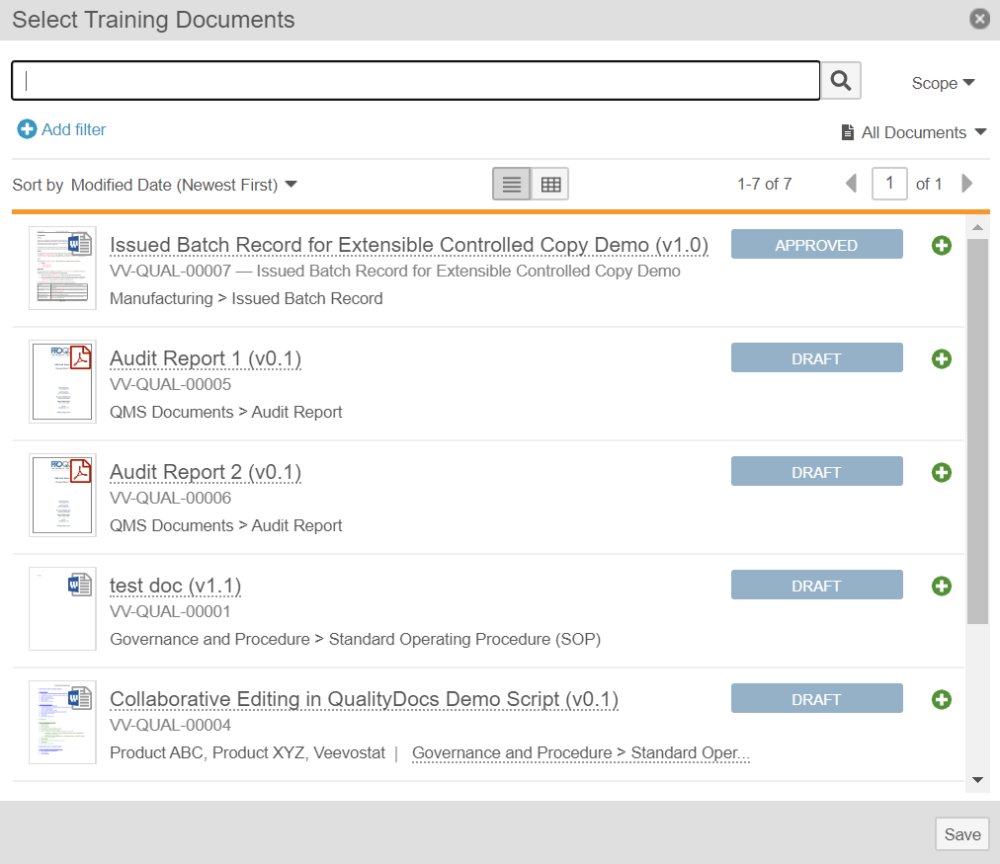 Select Training Documents
Scope
Add filter
All Documents
Sort by Modified Date (Newest First)
1-7 of 7
1 of 1
Issued Batch Record for Extensible Controlled Copy Demo (v1.0)
APPROVED
VV-QUAL-00007 — Issued Batch Record for Extensible Controlled Copy Demo
Manufacturing > Issued Batch Record
Audit Report 1 (v0.1)
DRAFT
VV-QUAL-00005
QMS Documents > Audit Report
Audit Report 2 (v0.1)
DRAFT
VV-QUAL-00006
QMS Documents > Audit Report
test doc (v1.1)
DRAFT
VV-QUAL-00001
Governance and Procedure > Standard Operating Procedure (SOP)
Collaborative Editing in QualityDocs Demo Script (v0.1)
DRAFT
VV-QUAL-00004
Product ABC, Product XYZ, Veevostat | Governance and Procedure > Standard Oper...
Save